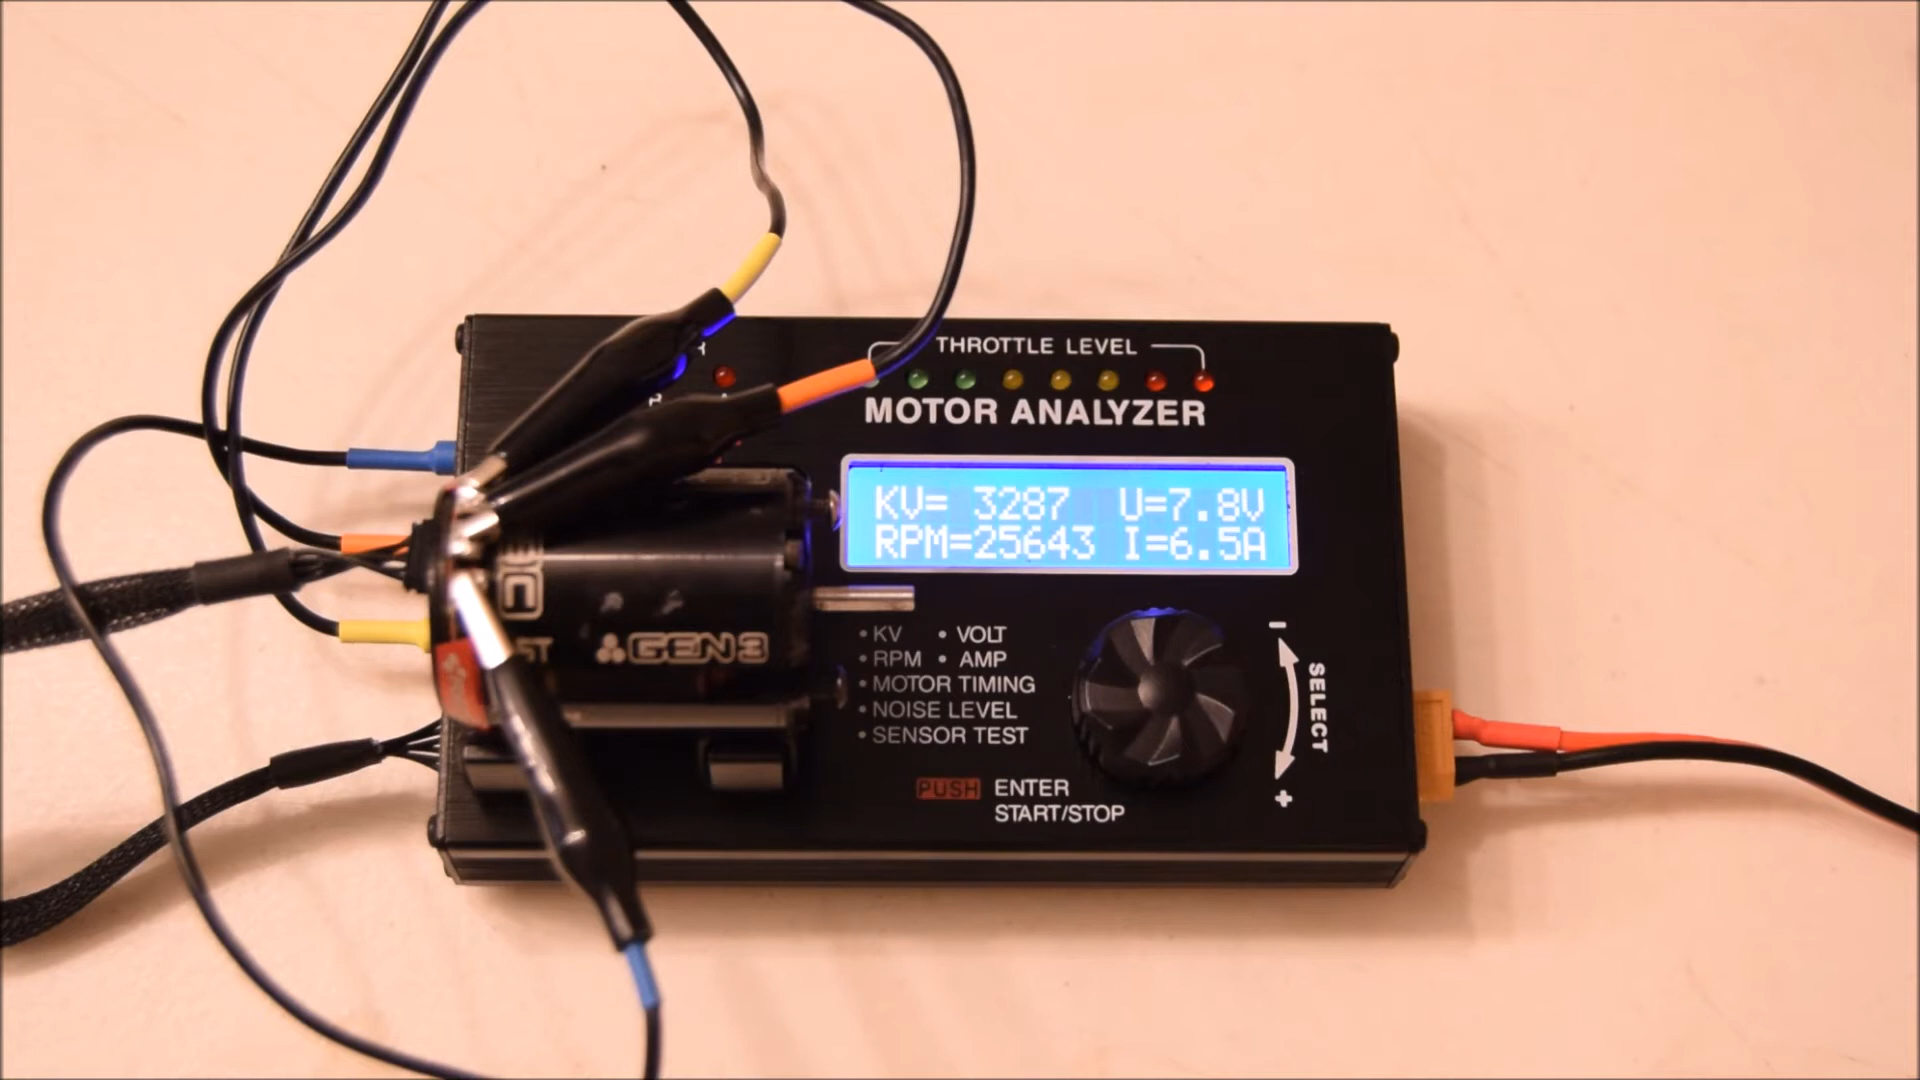 THROTTLE LEVEL
MOTOR ANALYZER
KV= 3287 U=7.8V
RPM=25643 I=6.5A
GEN3
• KV • VOLT
• RPM • AMP
• MOTOR TIMING
• NOISE LEVEL
• SENSOR TEST
SELECT
PUSH ENTER
START/STOP